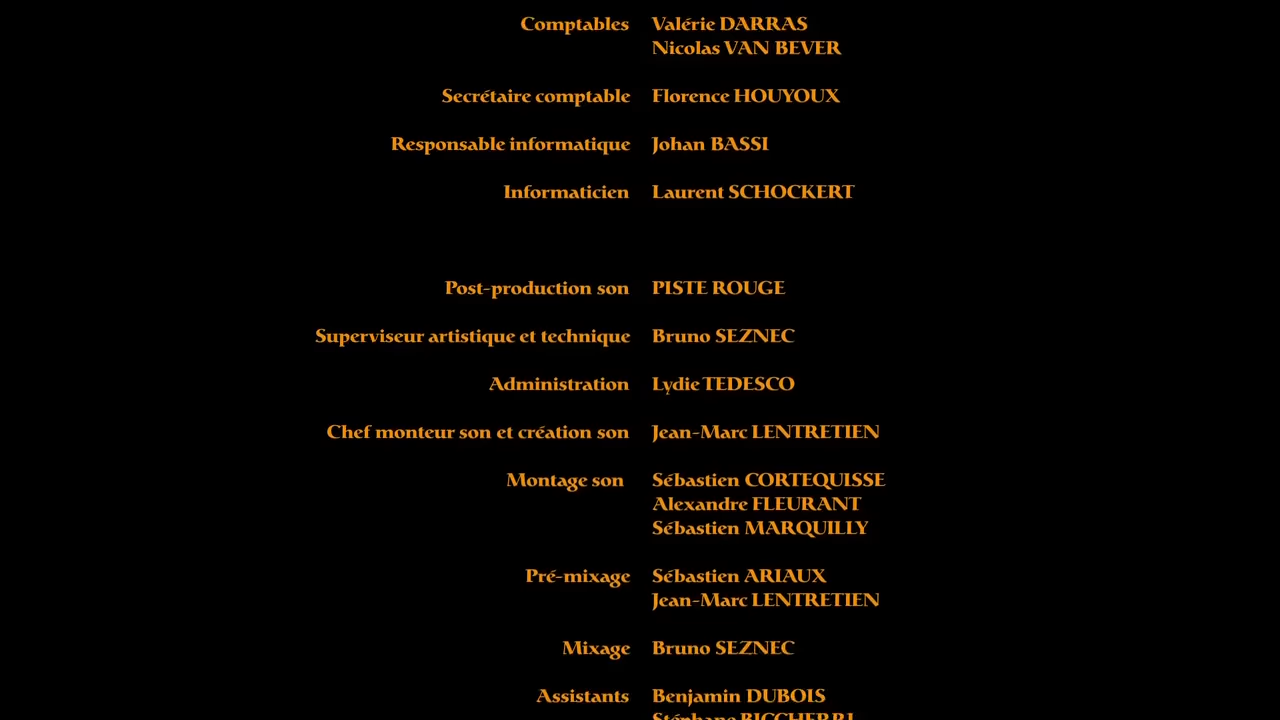 Comptables Valérie DARRAS
Nicolas VAN BEVER
Secrétaire comptable Florence HOUYOUX
Responsable informatique Johan BASSI
Informaticien Laurent SCHOCKERT
Post-production son PISTE ROUGE
Superviseur artistique et technique Bruno SEZNEC
Administration Lydie TEDESCO
Chef monteur son et création son Jean-Marc LENTRETIEN
Montage son Sébastien CORTEQUISSE
Alexandre FLEURANT
Sébastien MARQUILLY
Pré-mixage Sébastien ARIAUX
Jean-Marc LENTRETIEN
Mixage Bruno SEZNEC
Assistants Benjamin DUBOIS
Stéphane